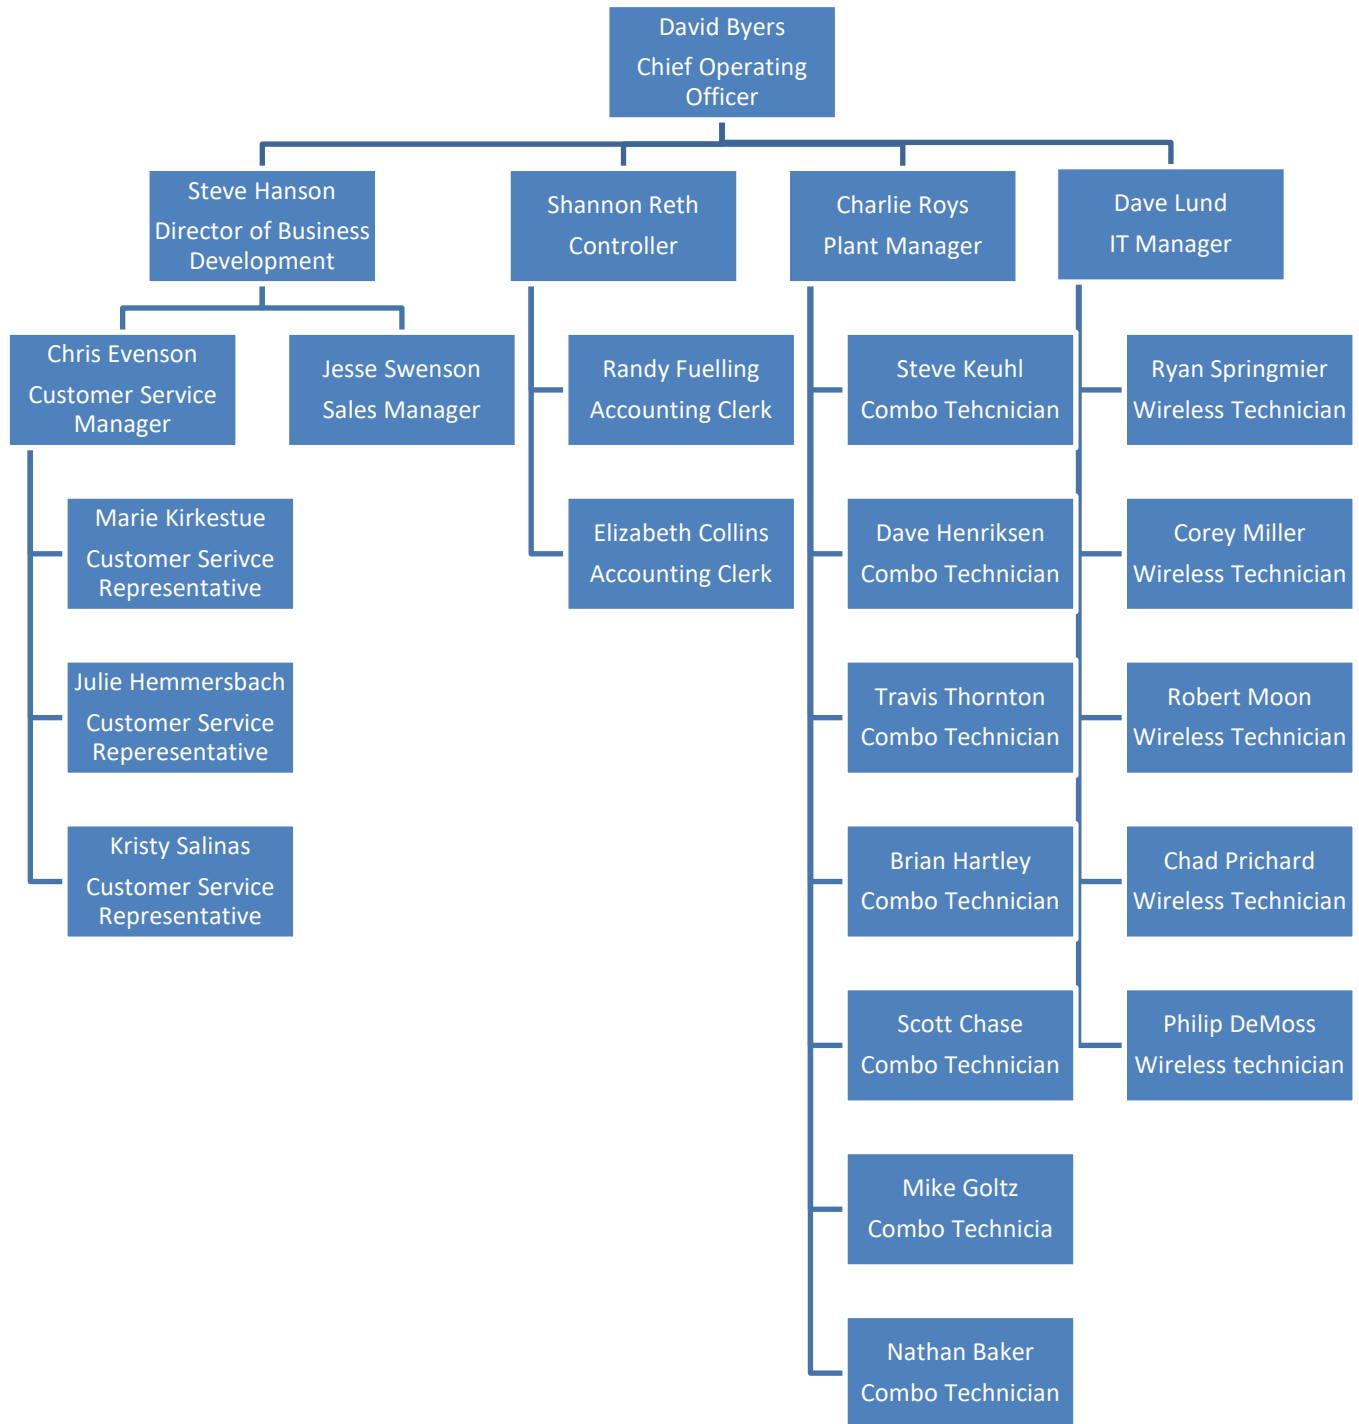 David Byers
Chief Operating
Officer
Steve Hanson
Director of Business
Development
Shannon Reth
Controller
Charlie Roys
Plant Manager
Dave Lund
IT Manager
Chris Evenson
Customer Service
Manager
Jesse Swenson
Sales Manager
Randy Fuelling
Accounting Clerk
Steve Keuhl
Combo Tehcnician
Ryan Springmier
Wireless Technician
Marie Kirkestue
Customer Serivce
Representative
Elizabeth Collins
Accounting Clerk
Dave Henriksen
Combo Technician
Corey Miller
Wireless Technician
Julie Hemmersbach
Customer Service
Reperesentative
Travis Thornton
Combo Technician
Robert Moon
Wireless Technician
Kristy Salinas
Customer Service
Representative
Brian Hartley
Combo Technician
Chad Prichard
Wireless Technician
Scott Chase
Combo Technician
Philip DeMoss
Wireless technician
Mike Goltz
Combo Technicia
Nathan Baker
Combo Technician